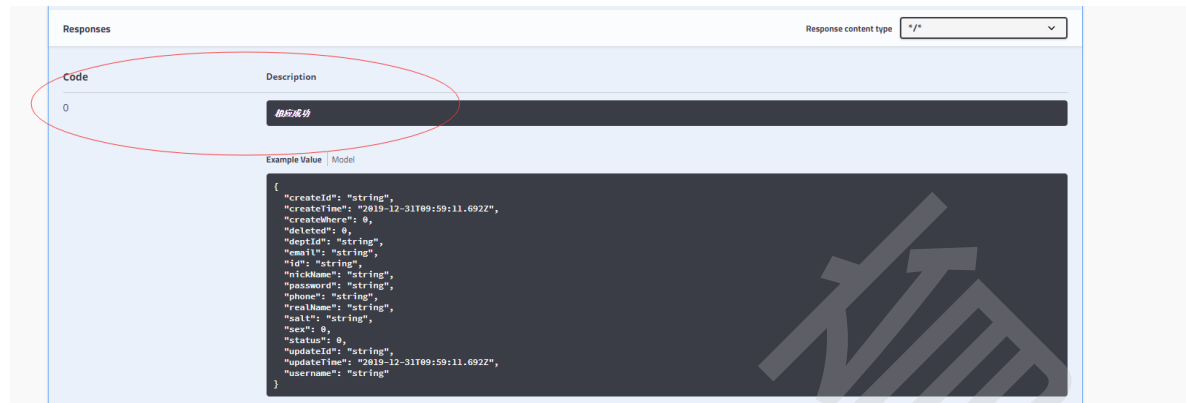 Responses
Response content type */*
Code Description
0 相应成功
Example Value Model
{
"createId": "string",
"createTime": "2019-12-31T09:59:11.692Z",
"createWhere": 0,
"deleted": 0,
"deptId": "string",
"email": "string",
"id": "string",
"nickName": "string",
"password": "string",
"phone": "string",
"realName": "string",
"salt": "string",
"sex": 0,
"status": 0,
"updateId": "string",
"updateTime": "2019-12-31T09:59:11.692Z",
"username": "string"
}